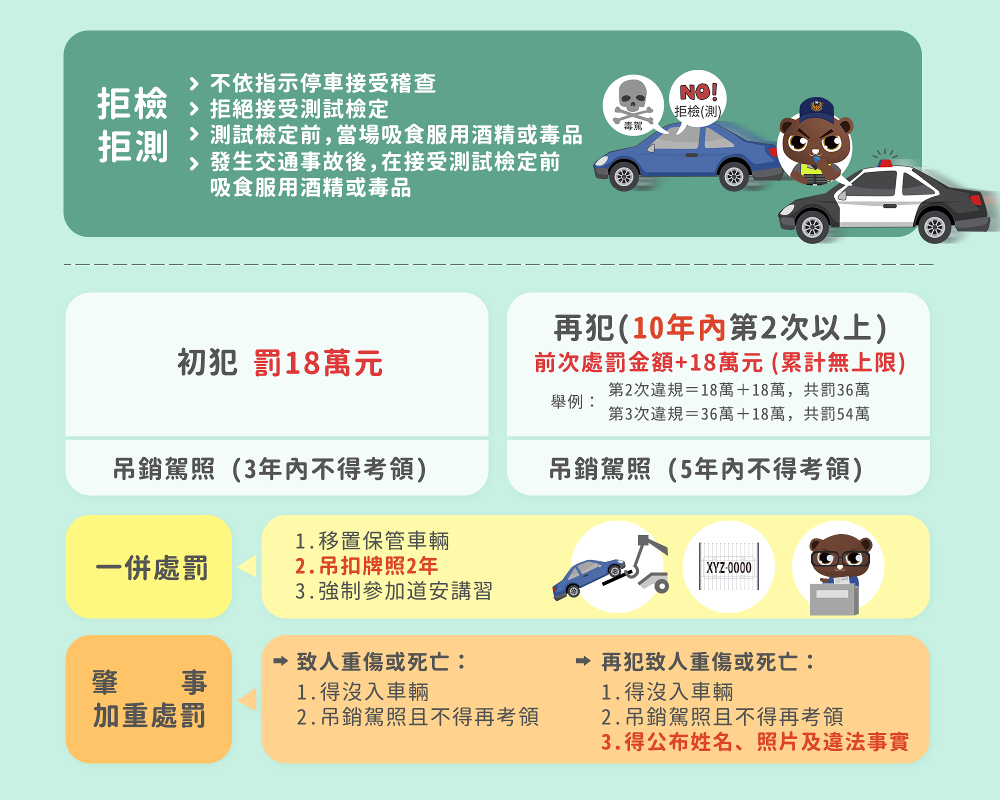 拒檢
拒測
不依指示停車接受稽查
拒絕接受測試檢定
測試檢定前,當場吸食服用酒精或毒品
發生交通事故後,在接受測試檢定前
吸食服用酒精或毒品
毒駕
NO!
拒檢(測)
初犯 罰18萬元
吊銷駕照 (3年內不得考領)
再犯(10年內第2次以上)
前次處罰金額+18萬元 (累計無上限)
舉例：
第2次違規＝18萬＋18萬，共罰36萬
第3次違規＝36萬＋18萬，共罰54萬
吊銷駕照 (5年內不得考領)
一併處罰
1.移置保管車輛
2.吊扣牌照2年
3.強制參加道安講習
XYZ-0000
肇事
加重處罰
致人重傷或死亡：
1.得沒入車輛
2.吊銷駕照且不得再考領
再犯致人重傷或死亡：
1.得沒入車輛
2.吊銷駕照且不得再考領
3.得公布姓名、照片及違法事實